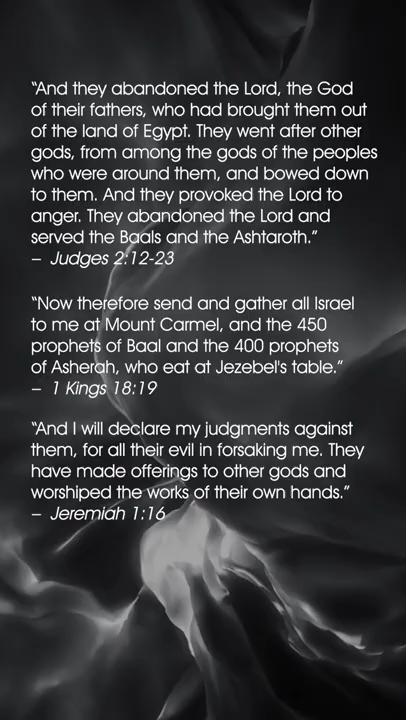 “And they abandoned the Lord, the God
of their fathers, who had brought them out
of the land of Egypt. They went after other
gods, from among the gods of the peoples
who were around them, and bowed down
to them. And they provoked the Lord to
anger. They abandoned the Lord and
served the Baals and the Ashtaroth.”
– Judges 2:12-23
“Now therefore send and gather all Israel
to me at Mount Carmel, and the 450
prophets of Baal and the 400 prophets
of Asherah, who eat at Jezebel's table.”
– 1 Kings 18:19
“And I will declare my judgments against
them, for all their evil in forsaking me. They
have made offerings to other gods and
worshiped the works of their own hands.”
– Jeremiah 1:16